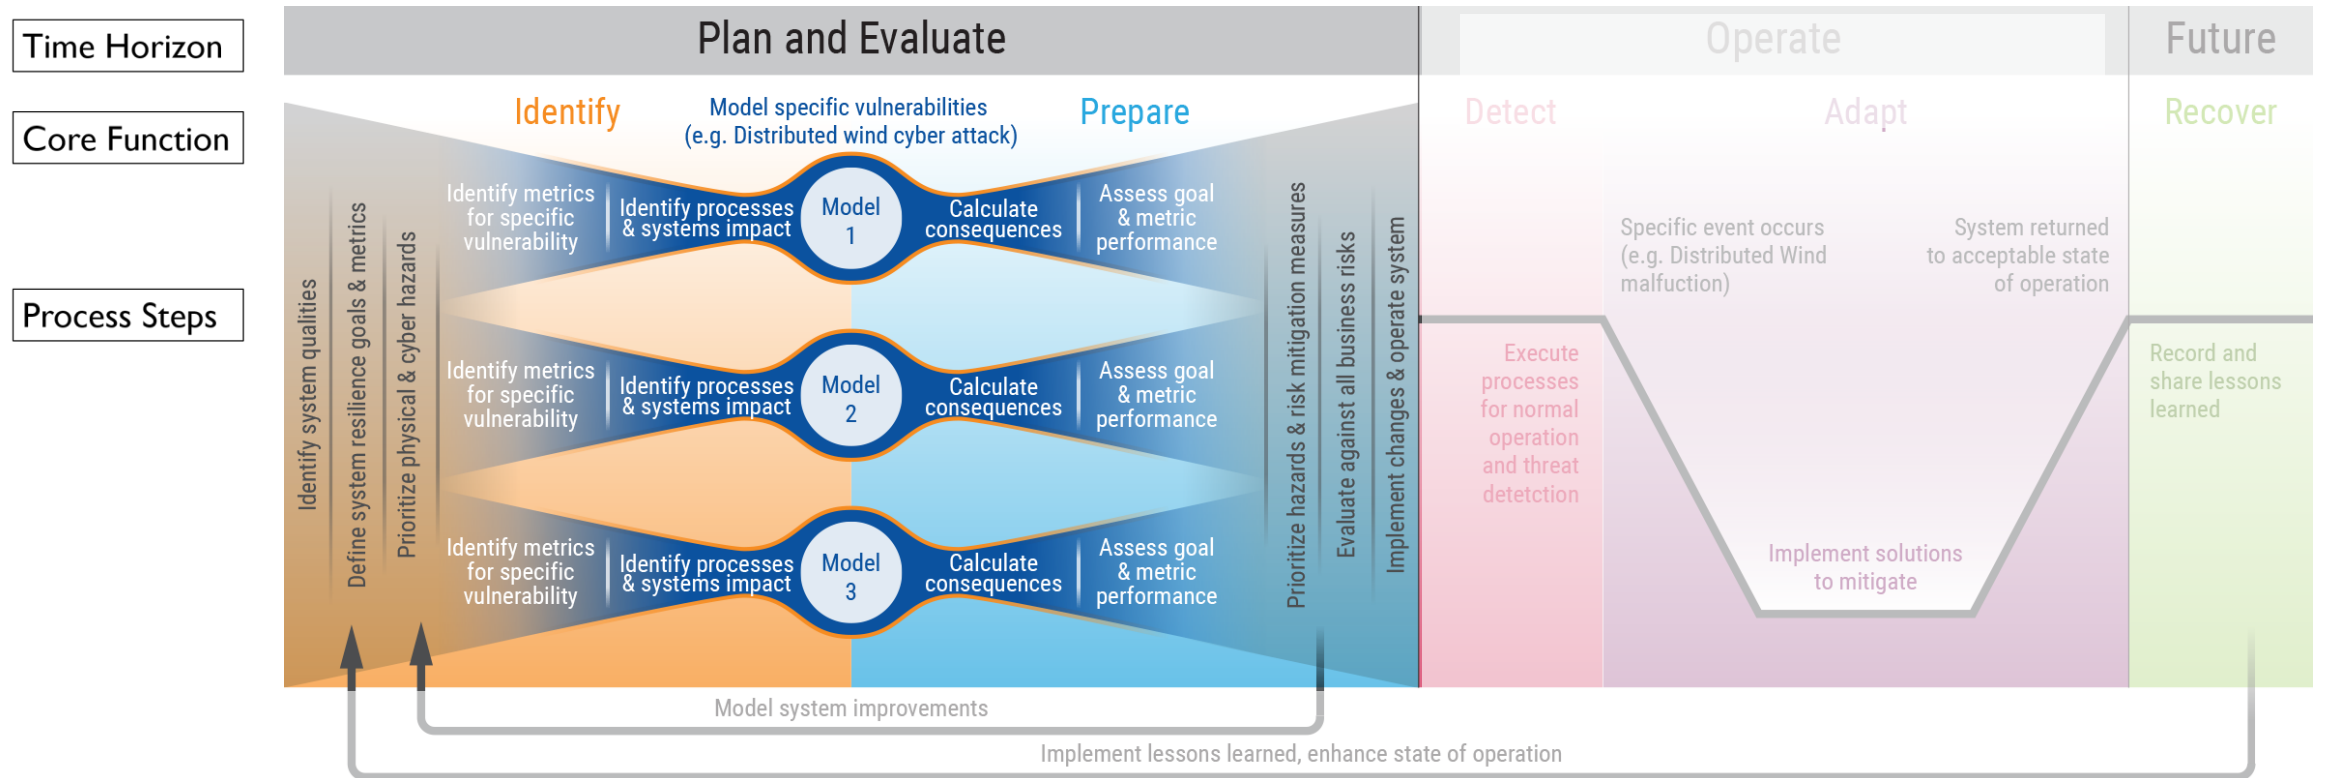 Time Horizon
Plan and Evaluate
Operate
Future
Core Function
Identify
Model specific vulnerabilities
(e.g. Distributed wind cyber attack)
Prepare
Detect
Adapt
Recover
Process Steps
Identify system qualities
Define system resilience goals & metrics
Prioritize physical & cyber hazards
Identify metrics
for specific
vulnerability
Identify processes
& systems impact
Model
1
Calculate
consequences
Assess goal
& metric
performance
Identify metrics
for specific
vulnerability
Identify processes
& systems impact
Model
2
Calculate
consequences
Assess goal
& metric
performance
Identify metrics
for specific
vulnerability
Identify processes
& systems impact
Model
3
Calculate
consequences
Assess goal
& metric
performance
Prioritize hazards & risk mitigation measures
Evaluate against all business risks
Implement changes & operate system
Execute
processes
for normal
operation
and threat
detetction
Specific event occurs
(e.g. Distributed Wind
malfuction)
System returned
to acceptable state
of operation
Implement solutions
to mitigate
Record and
share lessons
learned
Model system improvements
Implement lessons learned, enhance state of operation